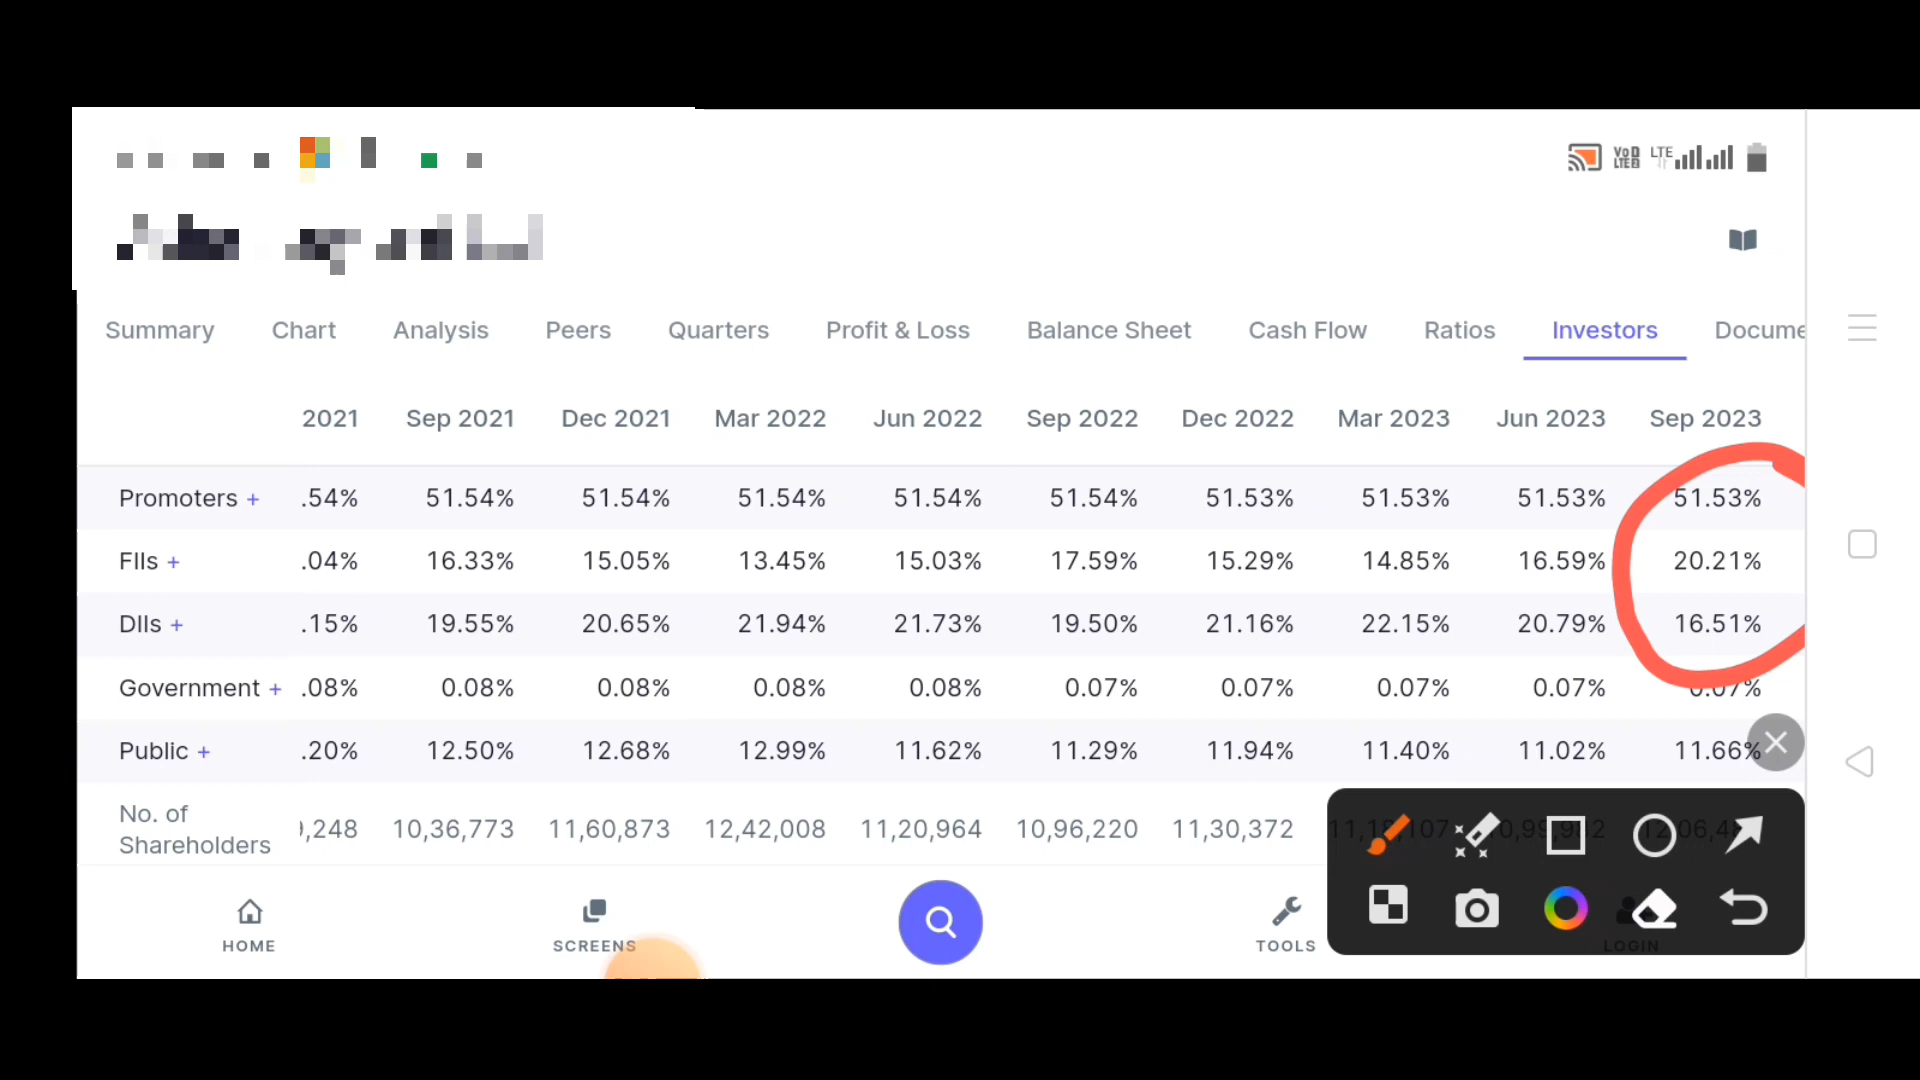 VoD LTE2 LTE
Summary Chart Analysis Peers Quarters Profit & Loss Balance Sheet Cash Flow Ratios Investors Docume
2021 Sep 2021 Dec 2021 Mar 2022 Jun 2022 Sep 2022 Dec 2022 Mar 2023 Jun 2023 Sep 2023
Promoters + .54% 51.54% 51.54% 51.54% 51.54% 51.54% 51.53% 51.53% 51.53% 51.53%
FIIs + .04% 16.33% 15.05% 13.45% 15.03% 17.59% 15.29% 14.85% 16.59% 20.21%
DIIs + .15% 19.55% 20.65% 21.94% 21.73% 19.50% 21.16% 22.15% 20.79% 16.51%
Government + .08% 0.08% 0.08% 0.08% 0.08% 0.07% 0.07% 0.07% 0.07% 0.07%
Public + .20% 12.50% 12.68% 12.99% 11.62% 11.29% 11.94% 11.40% 11.02% 11.66%
No. of
Shareholders ,248 10,36,773 11,60,873 12,42,008 11,20,964 10,96,220 11,30,372
HOME SCREENS TOOLS LOGIN